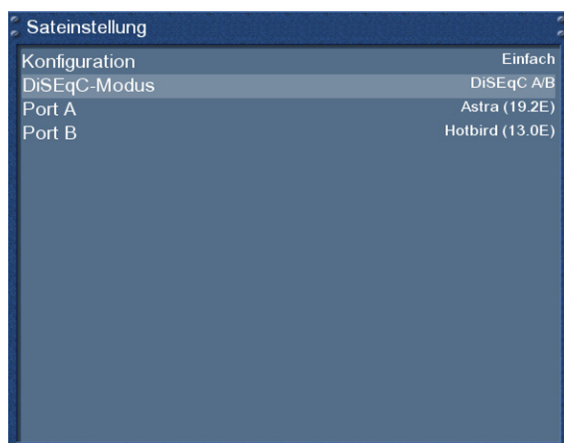 Sateinstellung
Konfiguration Einfach
DiSEqC-Modus DiSEqC A/B
Port A Astra (19.2E)
Port B Hotbird (13.0E)